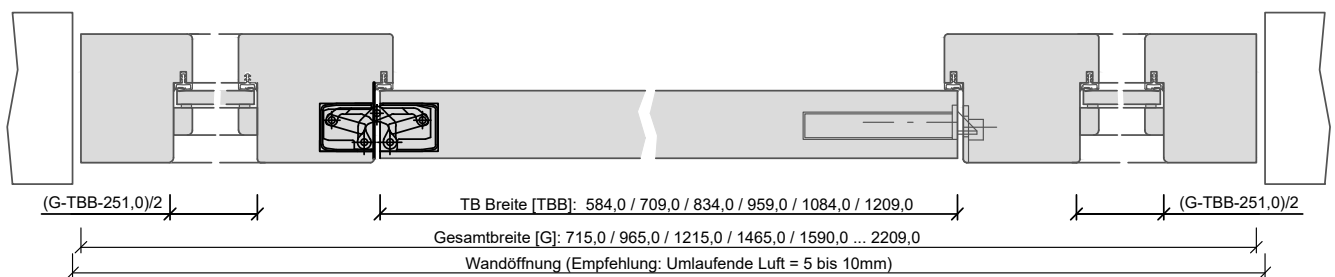 (G-TBB-251,0)/2
TB Breite [TBB]: 584,0 / 709,0 / 834,0 / 959,0 / 1084,0 / 1209,0
(G-TBB-251,0)/2
Gesamtbreite [G]: 715,0 / 965,0 / 1215,0 / 1465,0 / 1590,0 ... 2209,0
Wandöffnung (Empfehlung: Umlaufende Luft = 5 bis 10mm)